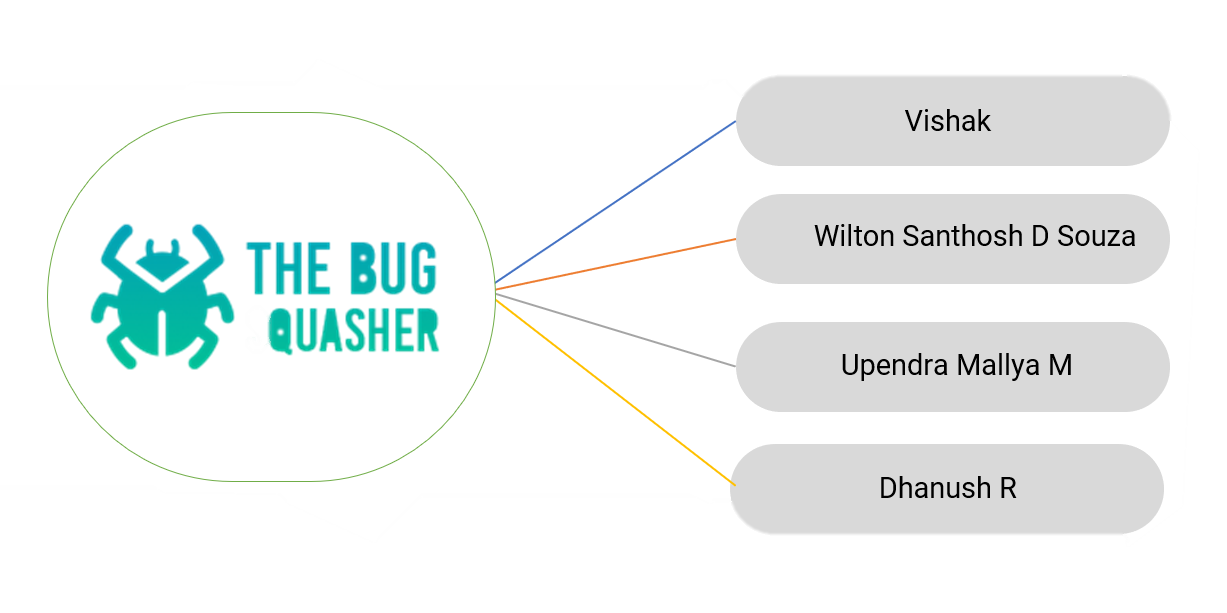 THE BUG
QUASHER
Vishak
Wilton Santhosh D Souza
Upendra Mallya M
Dhanush R